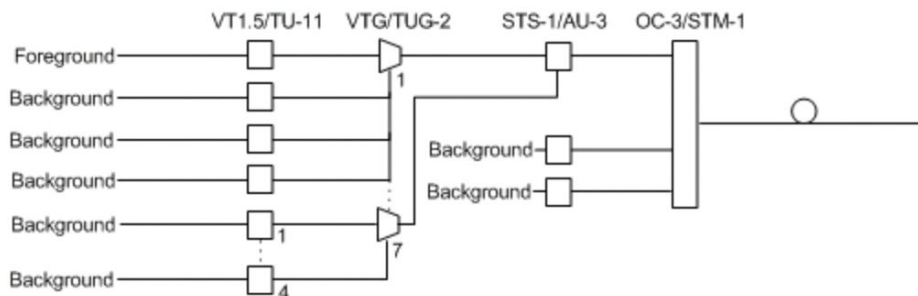 VT1.5/TU-11 VTG/TUG-2 STS-1/AU-3 OC-3/STM-1
Foreground
1
Background
Background
Background
Background
Background
Background
1
7
Background
4